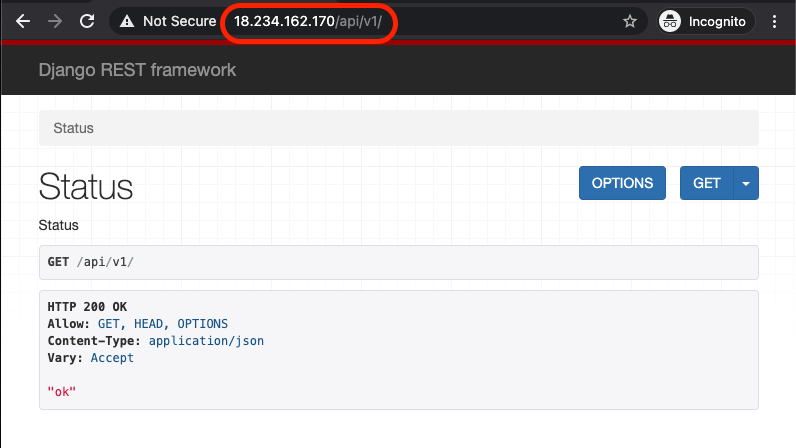 Not Secure 18.234.162.170/api/v1/ Incognito
Django REST framework
Status
Status OPTIONS GET
Status
GET /api/v1/
HTTP 200 OK
Allow: GET, HEAD, OPTIONS
Content-Type: application/json
Vary: Accept
"ok"